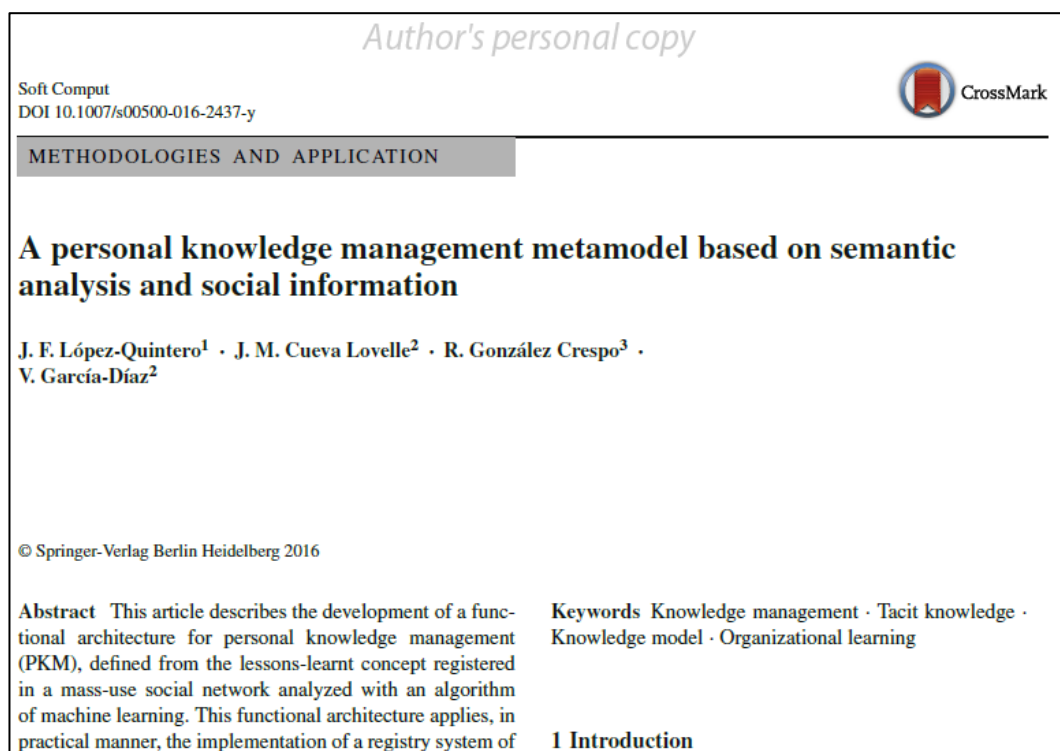 Author's personal copy
Soft Comput
DOI 10.1007/s00500-016-2437-y
CrossMark
METHODOLOGIES AND APPLICATION
A personal knowledge management metamodel based on semantic
analysis and social information
J. F. López-Quintero1 · J. M. Cueva Lovelle2 · R. González Crespo3 ·
V. García-Díaz2
© Springer-Verlag Berlin Heidelberg 2016
Abstract This article describes the development of a func-
tional architecture for personal knowledge management
(PKM), defined from the lessons-learnt concept registered
in a mass-use social network analyzed with an algorithm
of machine learning. This functional architecture applies, in
practical manner, the implementation of a registry system of
Keywords Knowledge management · Tacit knowledge ·
Knowledge model · Organizational learning
1 Introduction